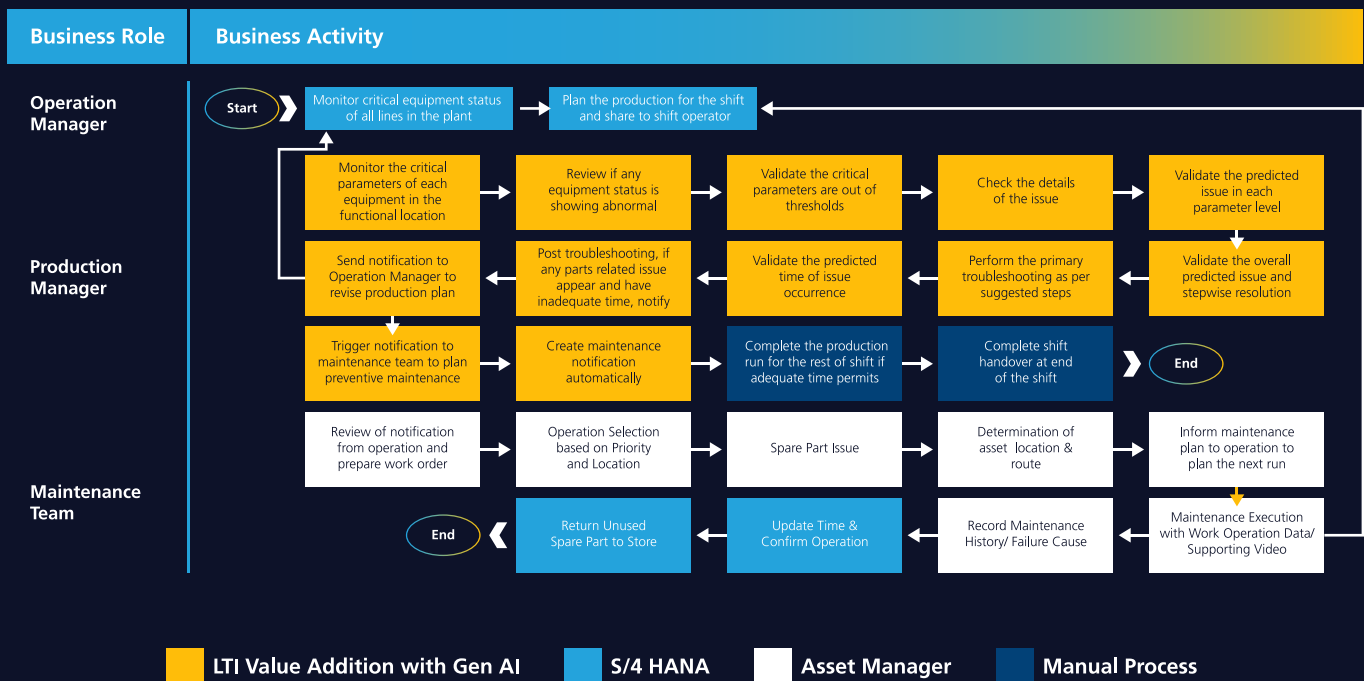 Business Role
Business Activity
Operation
Manager
Start
Monitor critical equipment status
of all lines in the plant
Plan the production for the shift
and share to shift operator
Production
Manager
Monitor the critical
parameters of each
equipment in the
functional location
Review if any
equipment status is
showing abnormal
Validate the critical
parameters are out of
thresholds
Check the details
of the issue
Validate the predicted
issue in each
parameter level
Send notification to
Operation Manager to
revise production plan
Post troubleshooting, if
any parts related issue
appear and have
inadequate time, notify
Validate the predicted
time of issue
occurrence
Perform the primary
troubleshooting as per
suggested steps
Validate the overall
predicted issue and
stepwise resolution
Trigger notification to
maintenance team to plan
preventive maintenance
Create maintenance
notification
automatically
Complete the production
run for the rest of shift if
adequate time permits
Complete shift
handover at end
of the shift
End
Maintenance
Team
Review of notification
from operation and
prepare work order
Operation Selection
based on Priority
and Location
Spare Part Issue
Determination of
asset location &
route
Inform maintenance
plan to operation to
plan the next run
End
Return Unused
Spare Part to Store
Update Time &
Confirm Operation
Record Maintenance
History/ Failure Cause
Maintenance Execution
with Work Operation Data/
Supporting Video
LTI Value Addition with Gen AI
S/4 HANA
Asset Manager
Manual Process